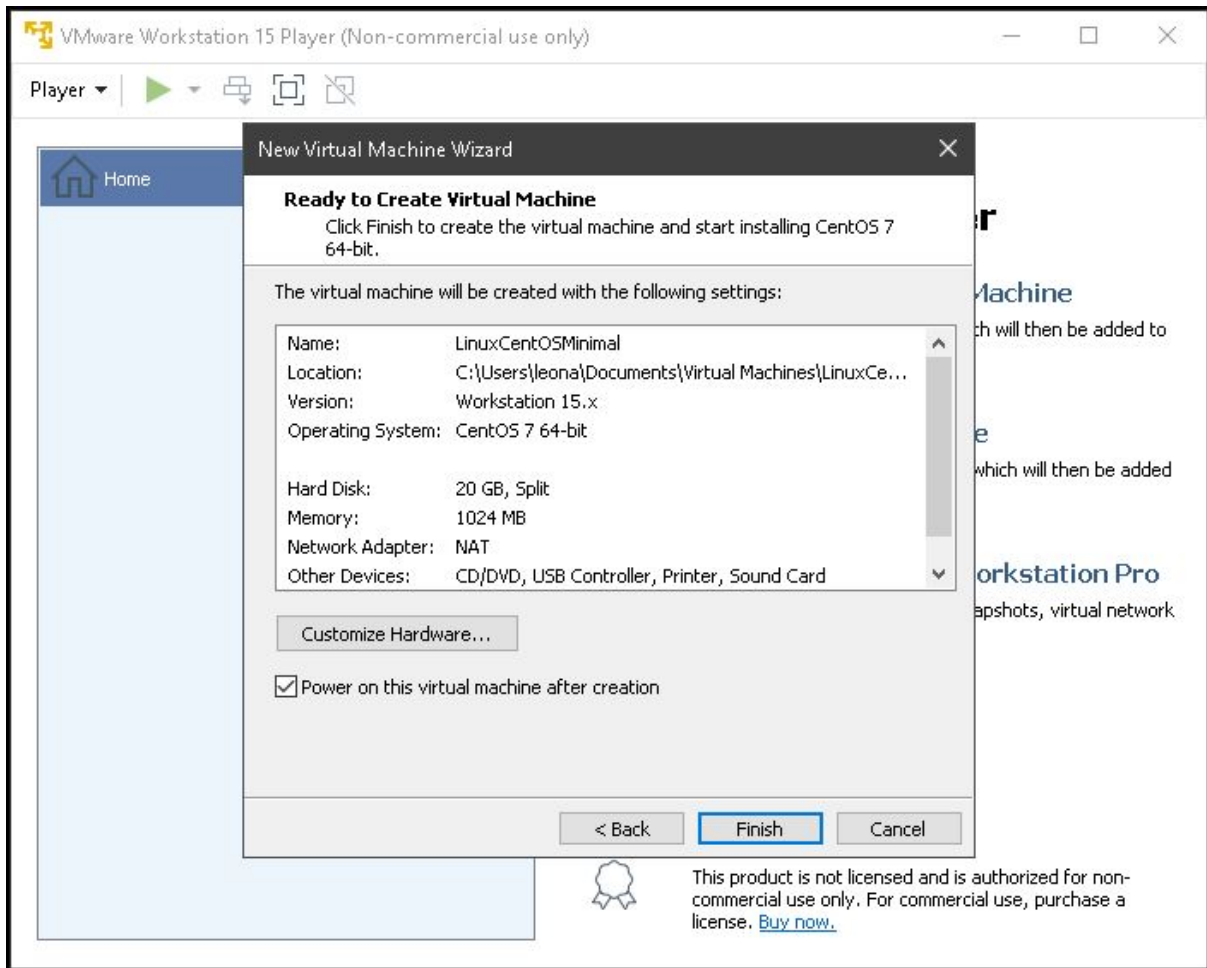 VMware Workstation 15 Player (Non-commercial use only)
Player
Home
New Virtual Machine Wizard
Ready to Create Virtual Machine
Click Finish to create the virtual machine and start installing CentOS 7
64-bit.
The virtual machine will be created with the following settings:
Name: LinuxCentOSMinimal
Location: C:\Users\leona\Documents\Virtual Machines\LinuxCe...
Version: Workstation 15.x
Operating System: CentOS 7 64-bit
Hard Disk: 20 GB, Split
Memory: 1024 MB
Network Adapter: NAT
Other Devices: CD/DVD, USB Controller, Printer, Sound Card
Customize Hardware...
Power on this virtual machine after creation
< Back Finish Cancel
Machine
will then be added to
which will then be added
Workstation Pro
snapshots, virtual network
This product is not licensed and is authorized for non-
commercial use only. For commercial use, purchase a
license. Buy now.